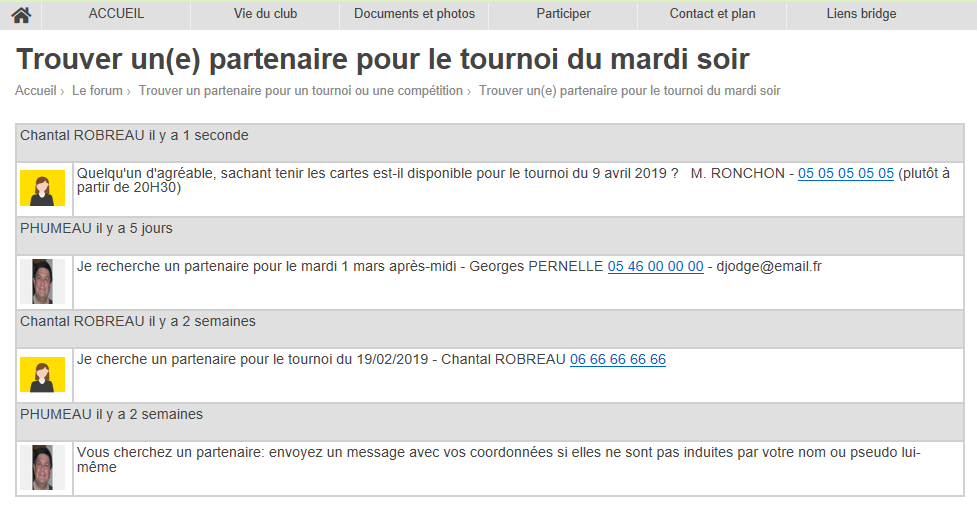 ACCUEIL Vie du club Documents et photos Participer Contact et plan Liens bridge
Trouver un(e) partenaire pour le tournoi du mardi soir
Accueil › Le forum › Trouver un partenaire pour un tournoi ou une compétition › Trouver un(e) partenaire pour le tournoi du mardi soir
Chantal ROBREAU il y a 1 seconde
Quelqu'un d'agréable, sachant tenir les cartes est-il disponible pour le tournoi du 9 avril 2019 ? M. RONCHON - 05 05 05 05 05 (plutôt à
partir de 20H30)
PHUMEAU il y a 5 jours
Je recherche un partenaire pour le mardi 1 mars après-midi - Georges PERNELLE 05 46 00 00 00 - djodge@email.fr
Chantal ROBREAU il y a 2 semaines
Je cherche un partenaire pour le tournoi du 19/02/2019 - Chantal ROBREAU 06 66 66 66 66
PHUMEAU il y a 2 semaines
Vous cherchez un partenaire: envoyez un message avec vos coordonnées si elles ne sont pas induites par votre nom ou pseudo lui-
même